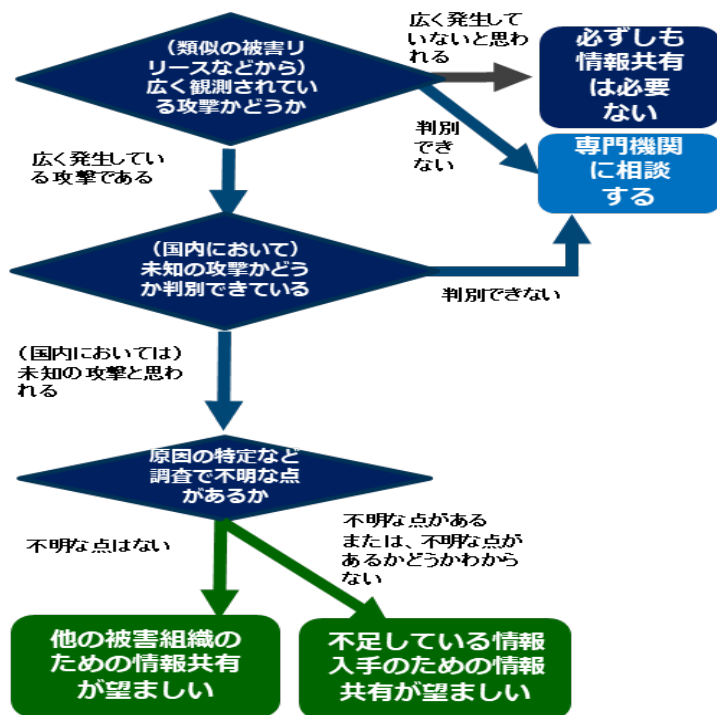 （類似の被害リ
リースなどから）
広く観測されてい
る攻撃かどうか
広く発生して
いないと思わ
れる
必ずしも
情報共有
は必要
ない
判別
でき
ない
専門機関
に相談
する
広く発生してい
る攻撃である
（国内において）
未知の攻撃かどう
か判別できている
判別できない
（国内においては）
未知の攻撃と思わ
れる
原因の特定など
調査で不明な点
があるか
不明な点はない
不明な点がある
または、不明な点が
あるかどうかわから
ない
他の被害組織の
ための情報共有
が望ましい
不足している情報
入手のための情報
共有が望ましい